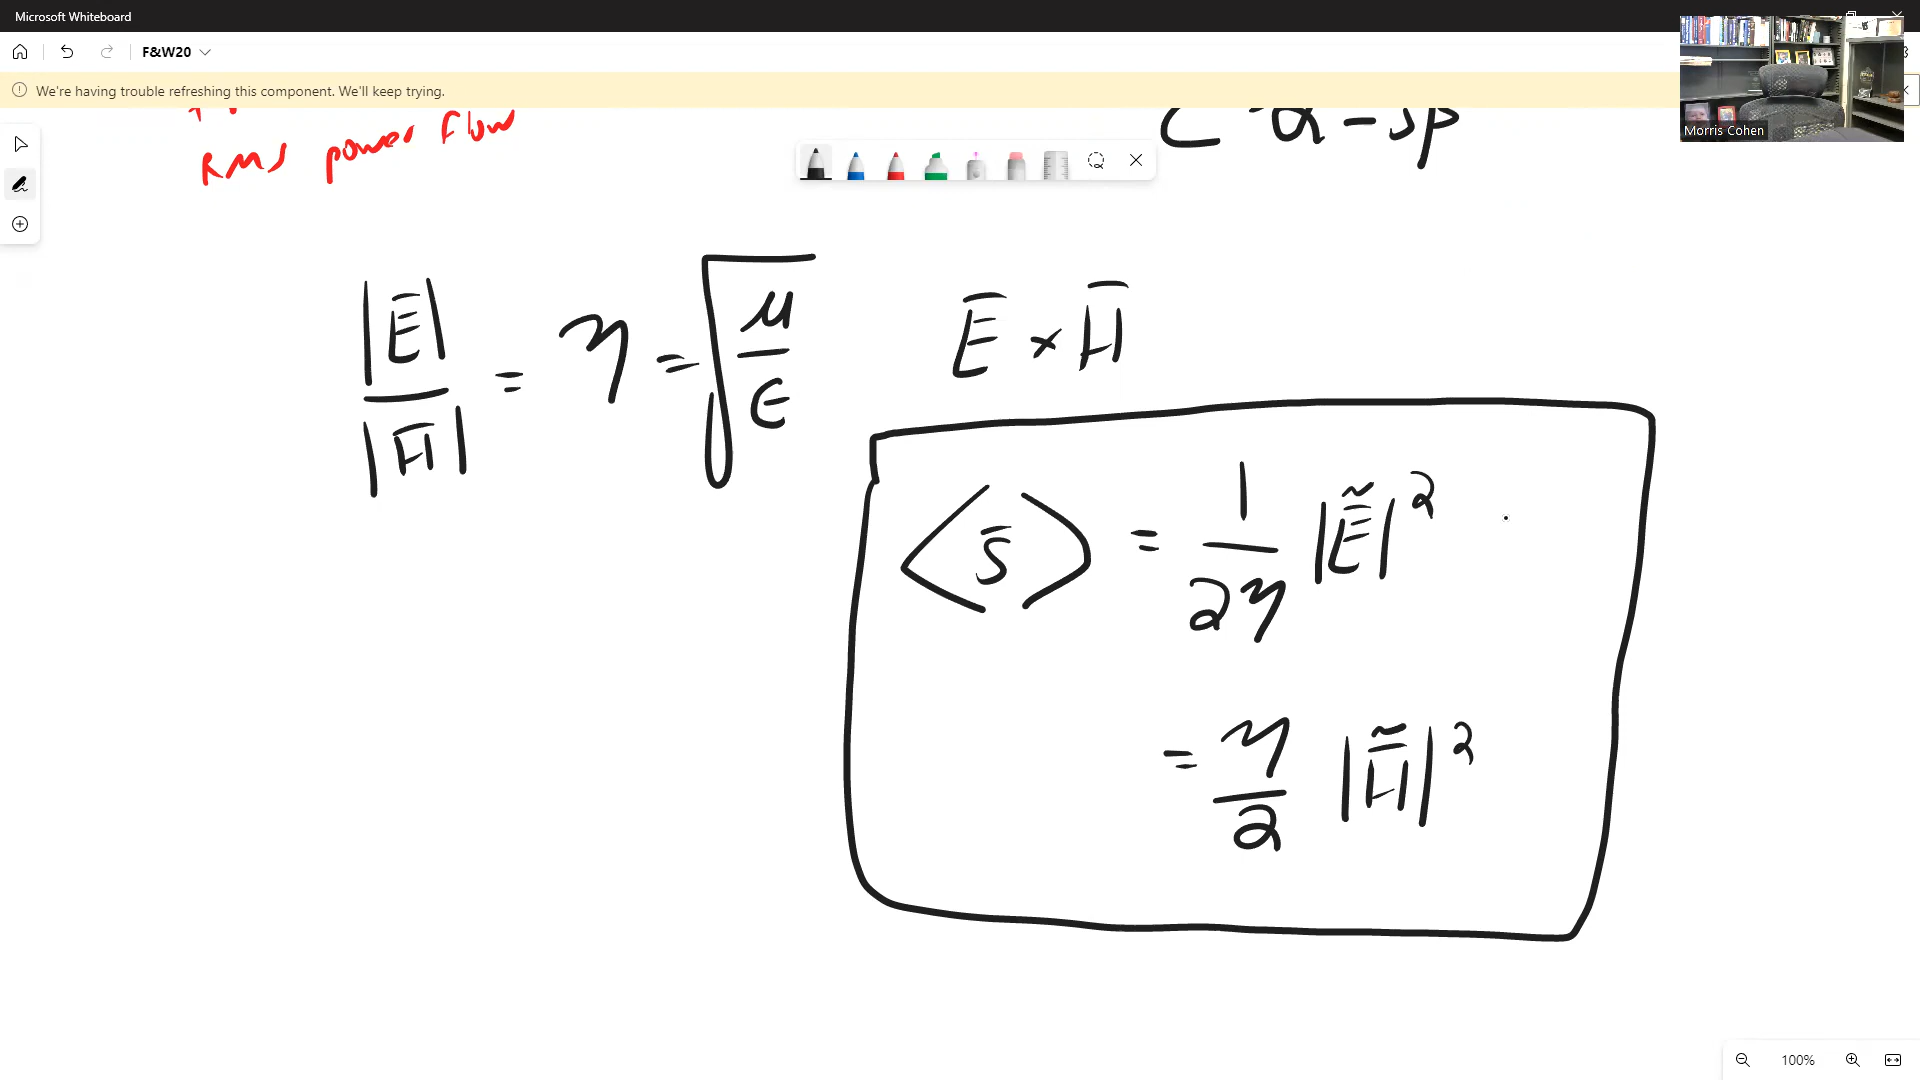 Microsoft Whiteboard
F&W20
We're having trouble refreshing this component. We'll keep trying.
RMS power flow
Morris Cohen
|E̅| / |H̅| = η = √(μ/ϵ)
E̅ × H̅
⟨S̅⟩ = 1/2η |Ẽ̅|²
= η/2 |H̃̅|²
100%